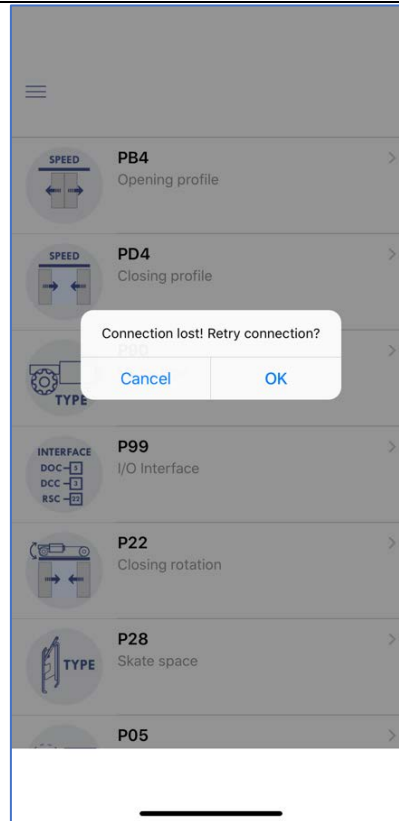 SPEED
PB4
Opening profile
SPEED
PD4
Closing profile
Connection lost! Retry connection?
Cancel
OK
TYPE
INTERFACE
DOC-5
DCC-3
RSC-22
P99
I/O Interface
P22
Closing rotation
TYPE
P28
Skate space
P05